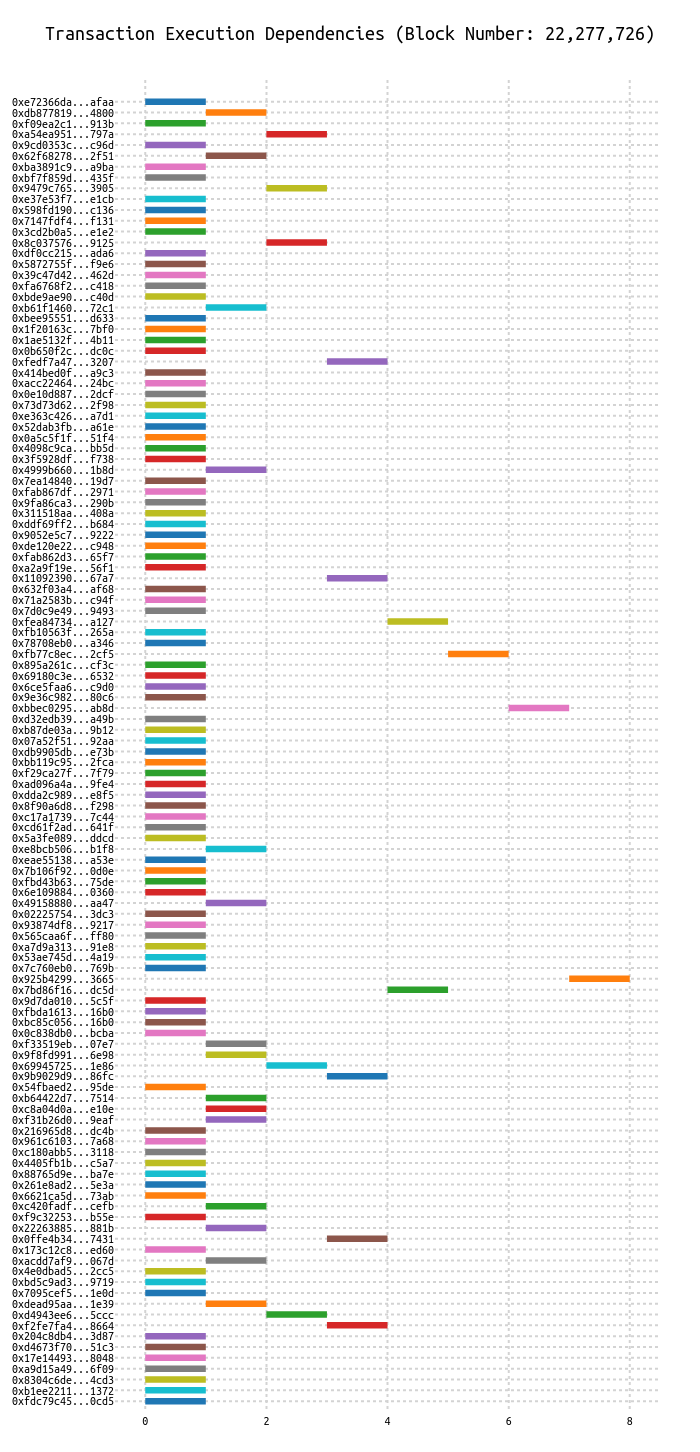 Transaction Execution Dependencies (Block Number: 22,277,726)
0xe72366da...afaa
0xdb877819...4800
0xf09ea2c1...913b
0xa54ea951...797a
0x9cd0353c...c96d
0x62f68278...2f51
0xba3891c9...a9ba
0xbf7f859d...435f
0x9479c765...3905
0xe37e53f7...e1cb
0x598fd190...c136
0x7147fdf4...f131
0x3cd2b0a5...e1e2
0x8c037576...9125
0xdf0cc215...ada6
0x5872755f...f9e6
0x39c47d42...462d
0xfa6768f2...c418
0xbde9ae90...c40d
0xb61f1460...72c1
0xbee95551...d633
0x1f20163c...7bf0
0x1ae5132f...4b11
0x0b650f2c...dc0c
0xfedf7a47...3207
0x414bed0f...a9c3
0xacc22464...24bc
0x0e10d887...2dcf
0x73d73d62...2f98
0xe363c426...a7d1
0x52dab3fb...a61e
0x0a5c5f1f...51f4
0x4098c9ca...bb5d
0x3f5928df...f738
0x4999b660...1b8d
0x7ea14840...19d7
0xfab867df...2971
0x9fa86ca3...290b
0x311518aa...408a
0xddf69ff2...b684
0x9052e5c7...9222
0xde120e22...c948
0xfab862d3...65f7
0xa2a9f19e...56f1
0x11092390...67a7
0x632f03a4...af68
0x71a2583b...c94f
0x7d0c9e49...9493
0xfea84734...a127
0xfb10563f...265a
0x78708eb0...a346
0xfb77c8ec...2cf5
0x895a261c...cf3c
0x69180c3e...6532
0x6ce5faa6...c9d0
0x9e36c982...80c6
0xbbec0295...ab8d
0xd32edb39...a49b
0xb87de03a...9b12
0x07a52f51...92aa
0xdb9905db...e73b
0xbb119c95...2fca
0xf29ca27f...7f79
0xad096a4a...9fe4
0xdda2c989...e8f5
0x8f90a6d8...f298
0xc17a1739...7c44
0xcd61f2ad...641f
0x5a3fe089...ddcd
0xe8bcb506...b1f8
0xeae55138...a53e
0x7b106f92...0d0e
0xfbd43b63...75de
0x6e109884...0360
0x49158880...aa47
0x02225754...3dc3
0x93874df8...9217
0x565caa6f...ff80
0xa7d9a313...91e8
0x53ae745d...4a19
0x7c760eb0...769b
0x925b4299...3665
0x7bd86f16...dc5d
0x9d7da010...5c5f
0xfbda1613...16b0
0xbc85c056...16b0
0x0c838db0...bcba
0xf33519eb...07e7
0x9f8fd991...6e98
0x69945725...1e86
0x9b9029d9...86fc
0x54fbaed2...95de
0xb64422d7...7514
0xc8a04d0a...e10e
0xf31b26d0...9eaf
0x216965d8...dc4b
0x961c6103...7a68
0xc180abb5...3118
0x4405fb1b...c5a7
0x88765d9e...ba7e
0x261e8ad2...5e3a
0x6621ca5d...73ab
0xc420fadf...cefb
0xf9c32253...b55e
0x22263885...881b
0x0ffe4b34...7431
0x173c12c8...ed60
0xacdd7af9...067d
0x4e0dbad5...2cc5
0xbd5c9ad3...9719
0x7095cef5...1e0d
0xdead95aa...1e39
0xd4943ee6...5ccc
0xf2fe7fa4...8664
0x204c8db4...3d87
0xd4673f70...51c3
0x17e14493...8048
0xa9d15a49...6f09
0x8304c6de...4cd3
0xb1ee2211...1372
0xfdc79c45...0cd5
0 2 4 6 8